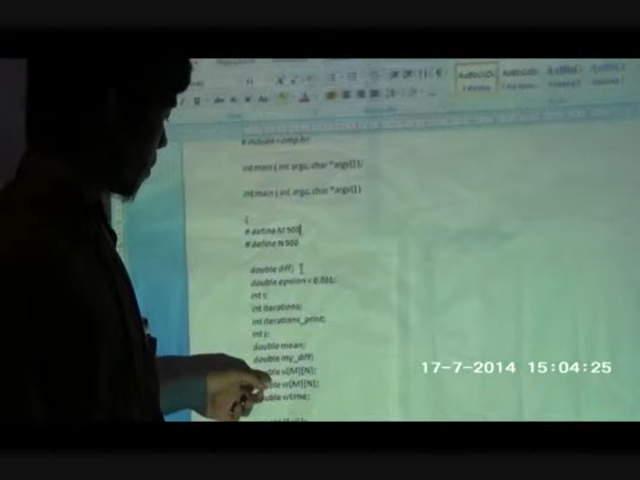 # include <omp.h>
int main ( int argc, char *argv[] );
int main ( int argc, char *argv[] )
{
# define M 500
# define N 500
double diff;
double epsilon = 0.001;
int i;
int iterations;
int iterations_print;
int j;
double mean;
double my_diff;
[M][N];
[M][N];
double wtime;
17-7-2014 15:04:25